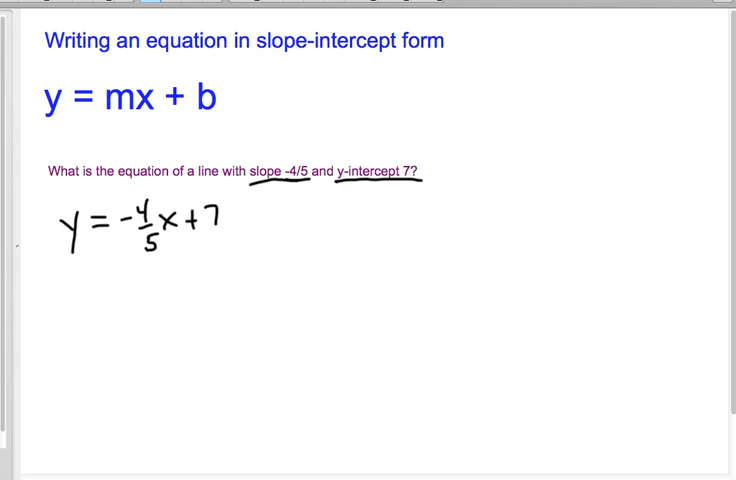 Writing an equation in slope-intercept form
y = mx + b
What is the equation of a line with slope -4/5 and y-intercept 7?
y = -4/5 x + 7